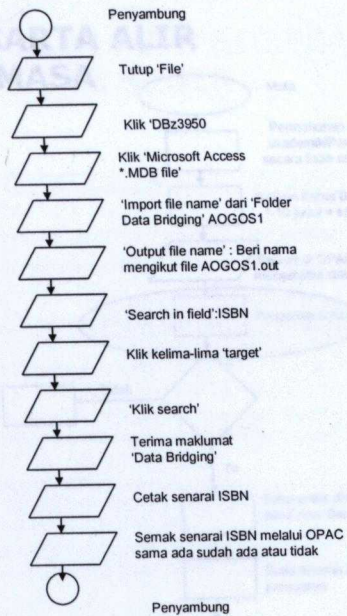 Penyambung
Tutup 'File'
Klik 'DBz3950
Klik 'Microsoft Access
*.MDB file'
'Import file name' dari 'Folder
Data Bridging' AOGOS1
'Output file name' : Beri nama
mengikut file AOGOS1.out
'Search in field':ISBN
Klik kelima-lima 'target'
'Klik search'
Terima maklumat
'Data Bridging'
Cetak senarai ISBN
Semak senarai ISBN melalui OPAC
sama ada sudah ada atau tidak
Penyambung